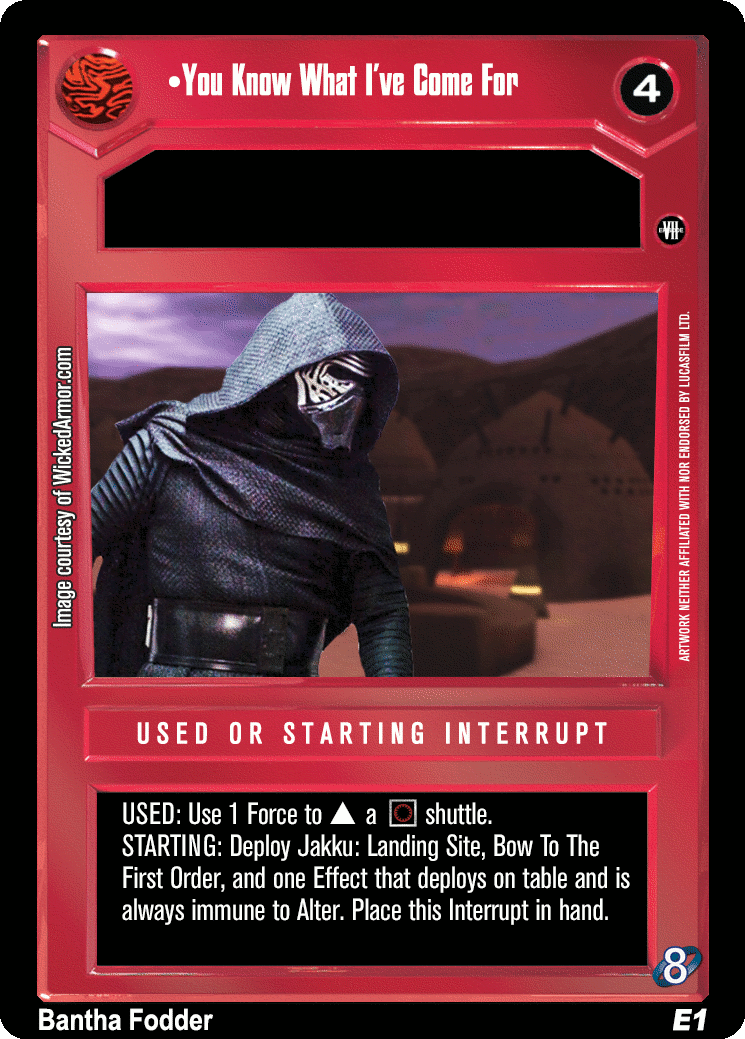 •You Know What I've Come For
4
EPISODE
VII
Image courtesy of WickedArmor.com
ARTWORK NEITHER AFFILIATED WITH NOR ENDORSED BY LUCASFILM LTD.
USED OR STARTING INTERRUPT
USED: Use 1 Force to ▲ a shuttle.
STARTING: Deploy Jakku: Landing Site, Bow To The
First Order, and one Effect that deploys on table and is
always immune to Alter. Place this Interrupt in hand.
8
Bantha Fodder
E1